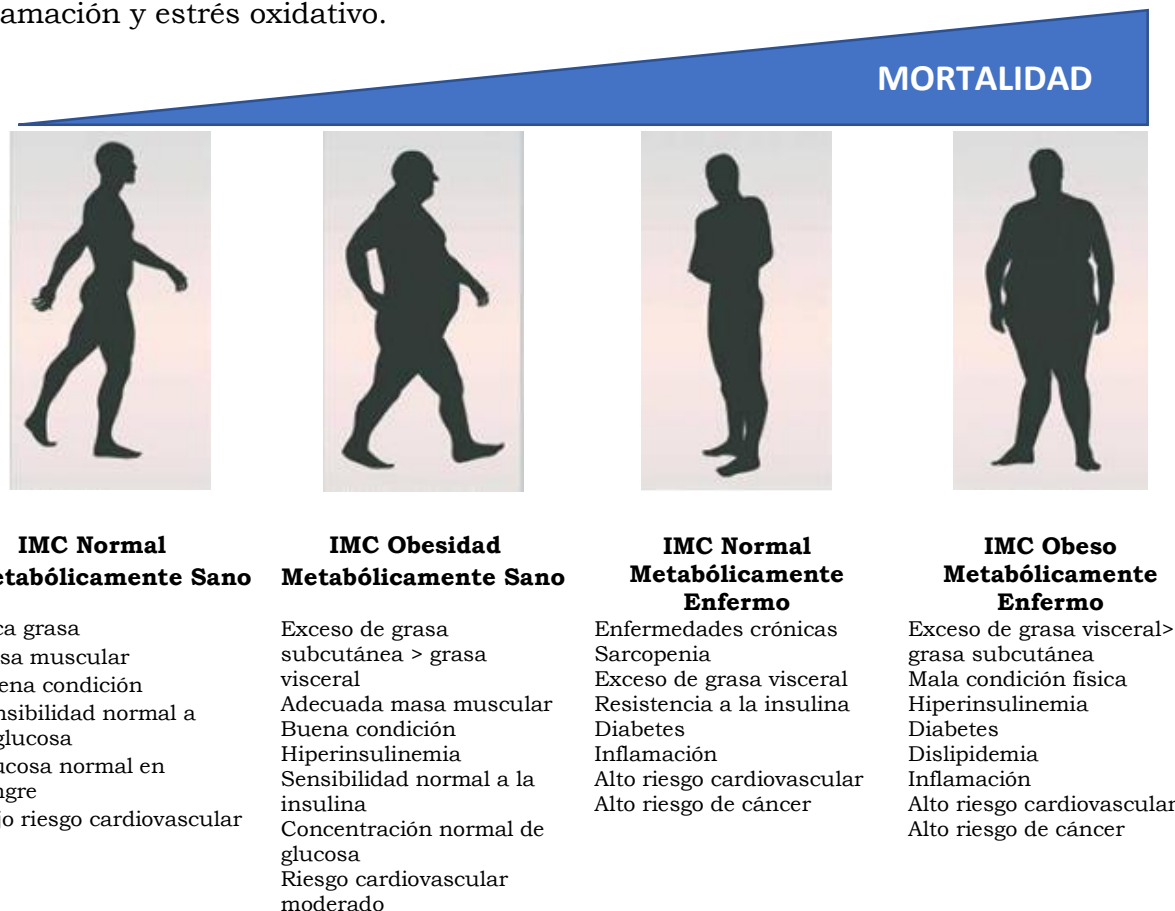 amación y estrés oxidativo.
MORTALIDAD
IMC Normal
etabólicamente Sano
ca grasa
sa muscular
ena condición
nsibilidad normal a
glucosa
ucosa normal en
ngre
jo riesgo cardiovascular
IMC Obesidad
Metabólicamente Sano
Exceso de grasa
subcutánea > grasa
visceral
Adecuada masa muscular
Buena condición
Hiperinsulinemia
Sensibilidad normal a la
insulina
Concentración normal de
glucosa
Riesgo cardiovascular
moderado
IMC Normal
Metabólicamente
Enfermo
Enfermedades crónicas
Sarcopenia
Exceso de grasa visceral
Resistencia a la insulina
Diabetes
Inflamación
Alto riesgo cardiovascular
Alto riesgo de cáncer
IMC Obeso
Metabólicamente
Enfermo
Exceso de grasa visceral>
grasa subcutánea
Mala condición física
Hiperinsulinemia
Diabetes
Dislipidemia
Inflamación
Alto riesgo cardiovascular
Alto riesgo de cáncer